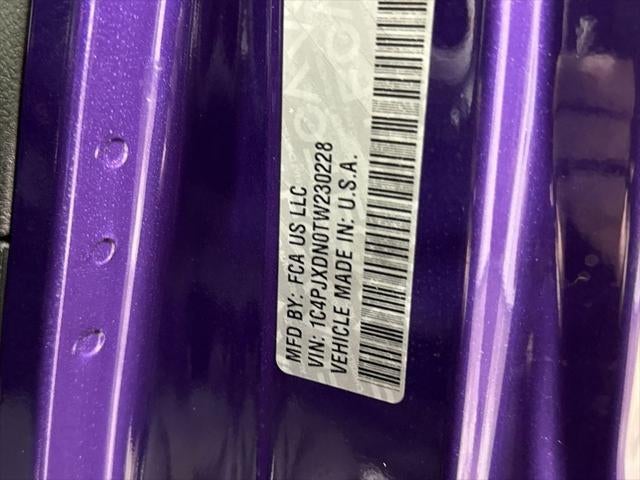 MFD BY: FCA US LLC
VIN: 1C4PJXDN0TW230228
VEHICLE MADE IN: U.S.A.